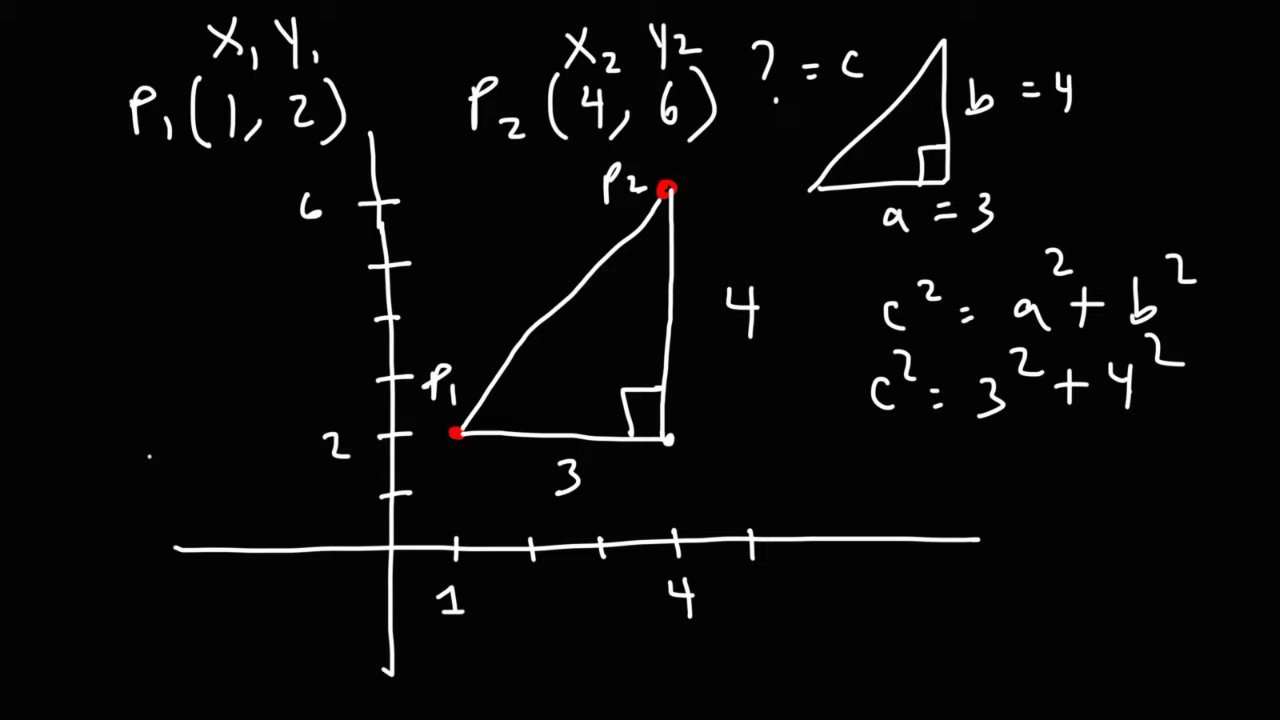 X₁ Y₁
P₁(1, 2)
X₂ Y₂
P₂(4, 6)
? = c
b = 4
a = 3
c² = a² + b²
c² = 3² + 4²
P₂
6
4
P₁
2
3
1
4